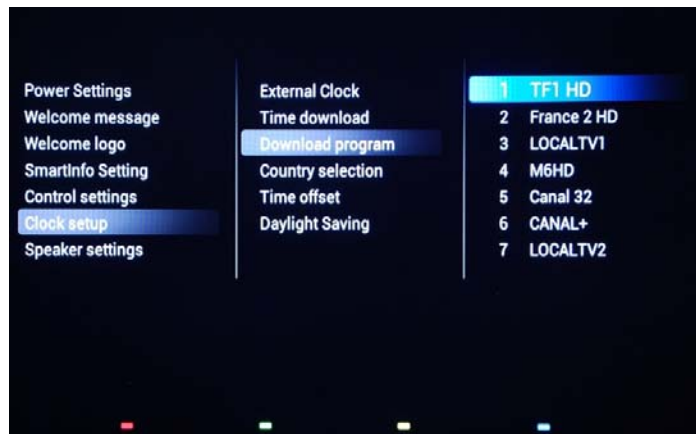 Power Settings
Welcome message
Welcome logo
SmartInfo Setting
Control settings
Clock setup
Speaker settings
External Clock
Time download
Download program
Country selection
Time offset
Daylight Saving
1 TF1 HD
2 France 2 HD
3 LOCALTV1
4 M6HD
5 Canal 32
6 CANAL+
7 LOCALTV2